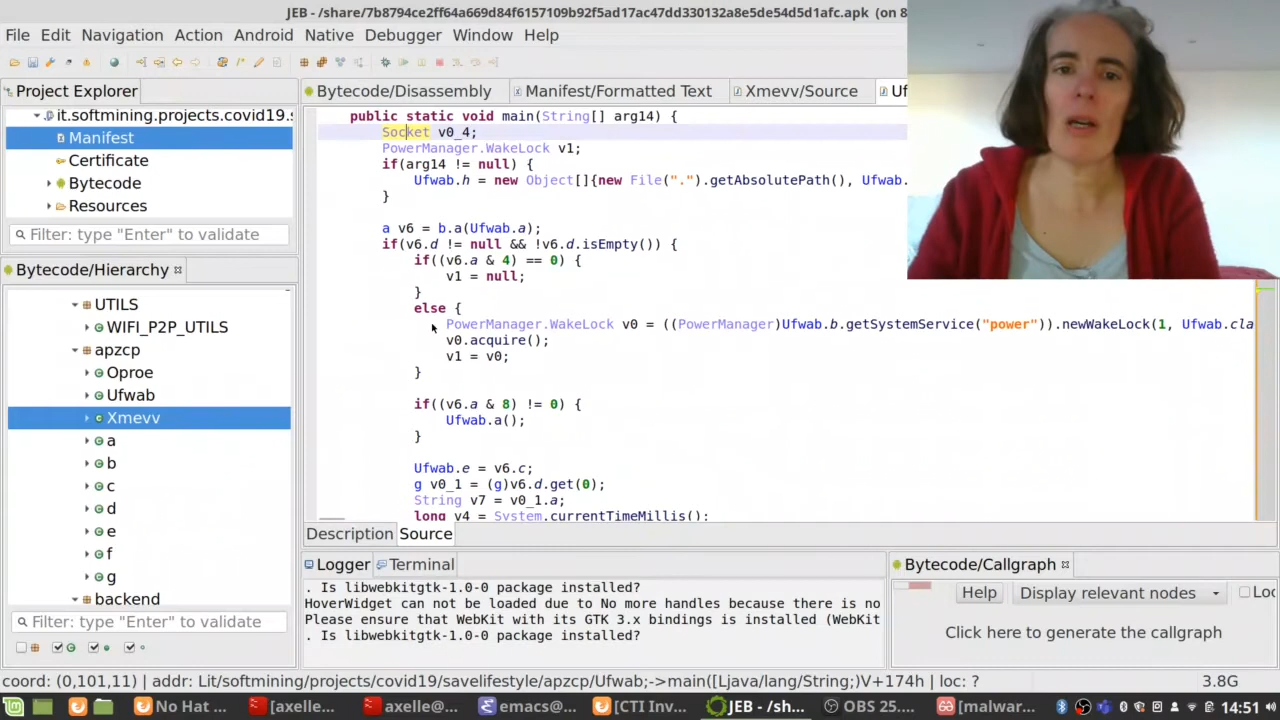 JEB - /share/7b8794ce2ff64a669d84f6157109b92f5ad17ac47dd330132a8e5de54d5d1afc.apk (on 8
File Edit Navigation Action Android Native Debugger Window Help
Project Explorer
it.softmining.projects.covid19.s
Manifest
Certificate
Bytecode
Resources
Filter: type "Enter" to validate
Bytecode/Hierarchy
UTILS
WIFI_P2P_UTILS
apzcp
Oproe
Ufwab
Xmevv
a
b
c
d
e
f
g
backend
Filter: type "Enter" to validate
Bytecode/Disassembly Manifest/Formatted Text Xmevv/Source Uf
public static void main(String[] arg14) {
Socket v0_4;
PowerManager.WakeLock v1;
if(arg14 != null) {
Ufwab.h = new Object[]{new File(".").getAbsolutePath(), Ufwab.
}
a v6 = b.a(Ufwab.a);
if(v6.d != null && !v6.d.isEmpty()) {
if((v6.a & 4) == 0) {
v1 = null;
}
else {
PowerManager.WakeLock v0 = ((PowerManager)Ufwab.b.getSystemService("power")).newWakeLock(1, Ufwab.cla
v0.acquire();
v1 = v0;
}
if((v6.a & 8) != 0) {
Ufwab.a();
}
Ufwab.e = v6.c;
g v0_1 = (g)v6.d.get(0);
String v7 = v0_1.a;
long v4 = System.currentTimeMillis();
Description Source
Logger Terminal
. Is libwebkitgtk-1.0-0 package installed?
HoverWidget can not be loaded due to No more handles because there is no
Please ensure that WebKit with its GTK 3.x bindings is installed (WebKit
. Is libwebkitgtk-1.0-0 package installed?
Bytecode/Callgraph
Help Display relevant nodes Loc
Click here to generate the callgraph
coord: (0,101,11) | addr: Lit/softmining/projects/covid19/savelifestyle/apzcp/Ufwab;->main([Ljava/lang/String;)V+174h | loc: ? 3.8G
No Hat ... [axelle... axelle@... emacs@... [CTI Inv... JEB - /sh... OBS 25.... [malwar... 14:51